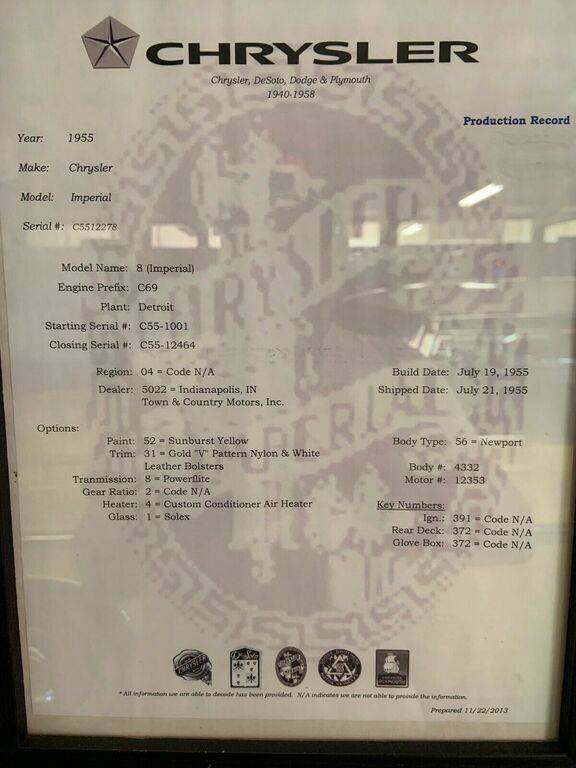 CHRYSLER
Chrysler, DeSoto, Dodge & Plymouth
1940-1958
Production Record
Year: 1955
Make: Chrysler
Model: Imperial
Serial #: C5512278
Model Name: 8 (Imperial)
Engine Prefix: C69
Plant: Detroit
Starting Serial #: C55-1001
Closing Serial #: C55-12464
Region: 04 = Code N/A
Dealer: 5022 = Indianapolis, IN
Town & Country Motors, Inc.
Build Date: July 19, 1955
Shipped Date: July 21, 1955
Options:
Paint: 52 = Sunburst Yellow
Trim: 31 = Gold "V" Pattern Nylon & White
Leather Bolsters
Tranmission: 8 = Powerflite
Gear Ratio: 2 = Code N/A
Heater: 4 = Custom Conditioner Air Heater
Glass: 1 = Solex
Body Type: 56 = Newport
Body #: 4332
Motor #: 12353
Key Numbers:
Ign.: 391 = Code N/A
Rear Deck: 372 = Code N/A
Glove Box: 372 = Code N/A
CHRYSLER
DeSoto
CHRYSLER
PLYMOUTH
* All information we are able to decode has been provided. N/A indicates we are not able to provide the information.
Prepared 11/22/2013